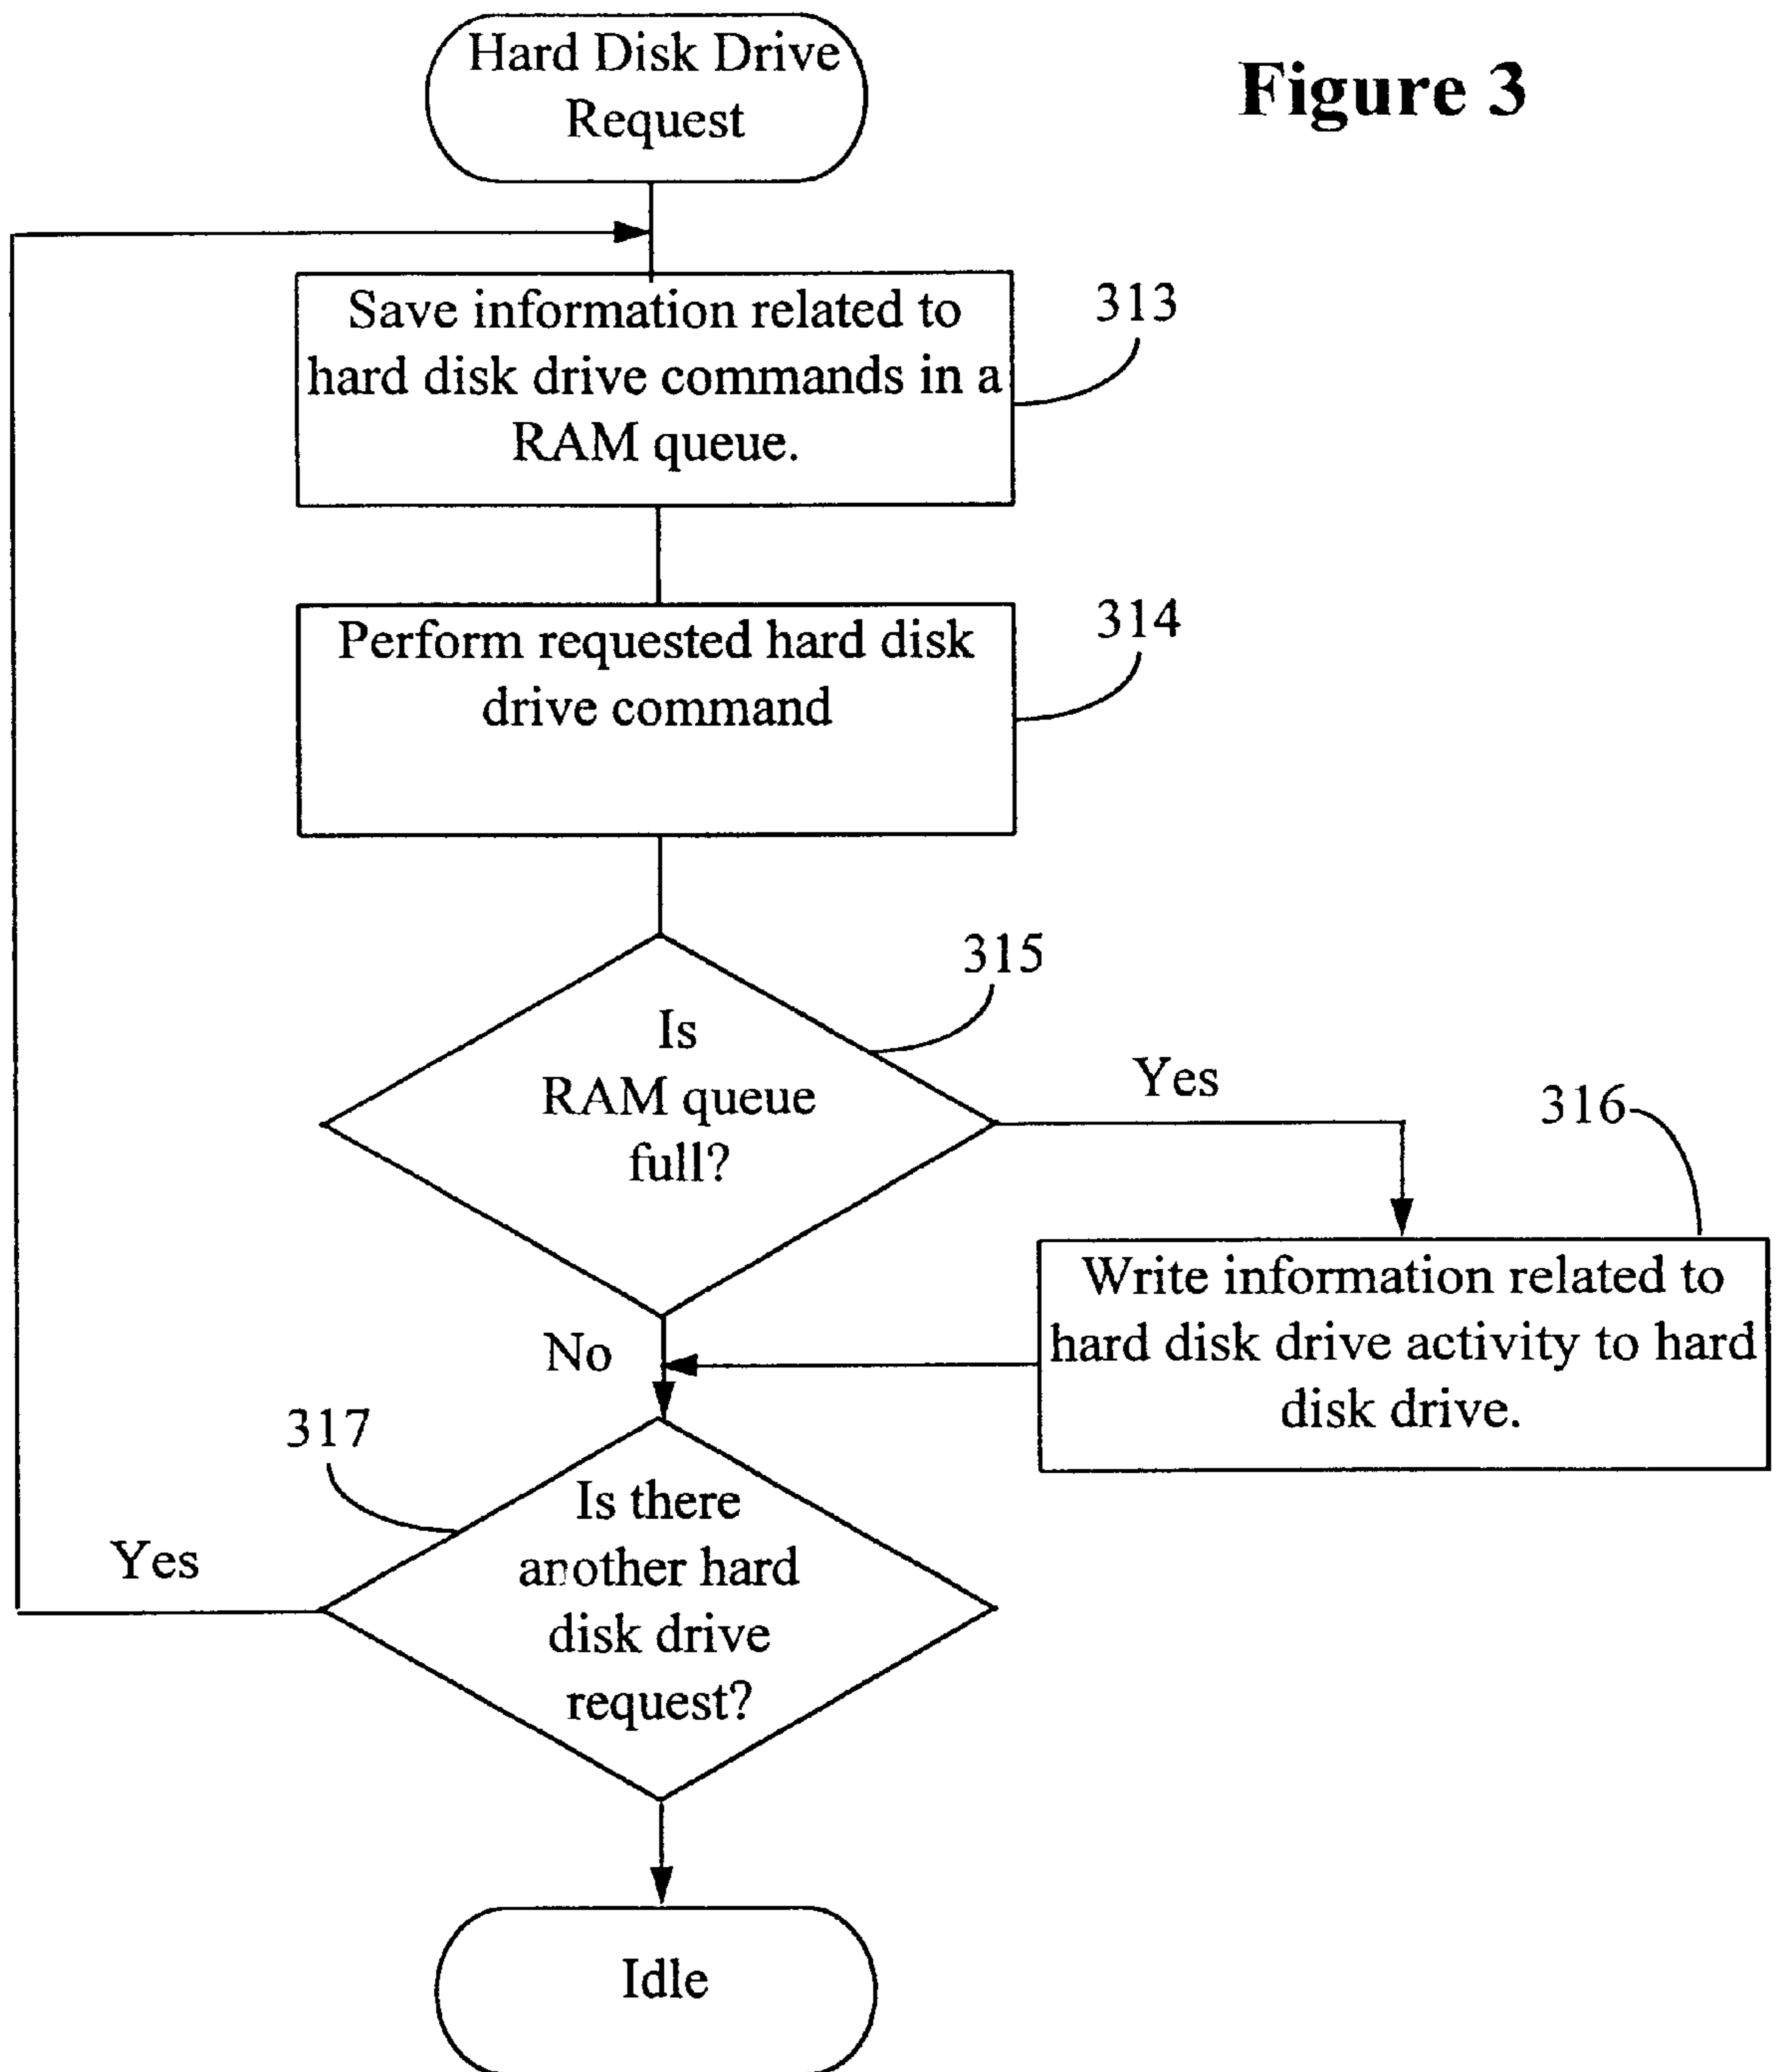 Hard Disk Drive
Request
Figure 3
Save information related to
hard disk drive commands in a
RAM queue.
313
Perform requested hard disk
drive command
314
315
Is
RAM queue
full?
Yes
316
Write information related to
hard disk drive activity to hard
disk drive.
No
317
Is there
another hard
disk drive
request?
Yes
Idle